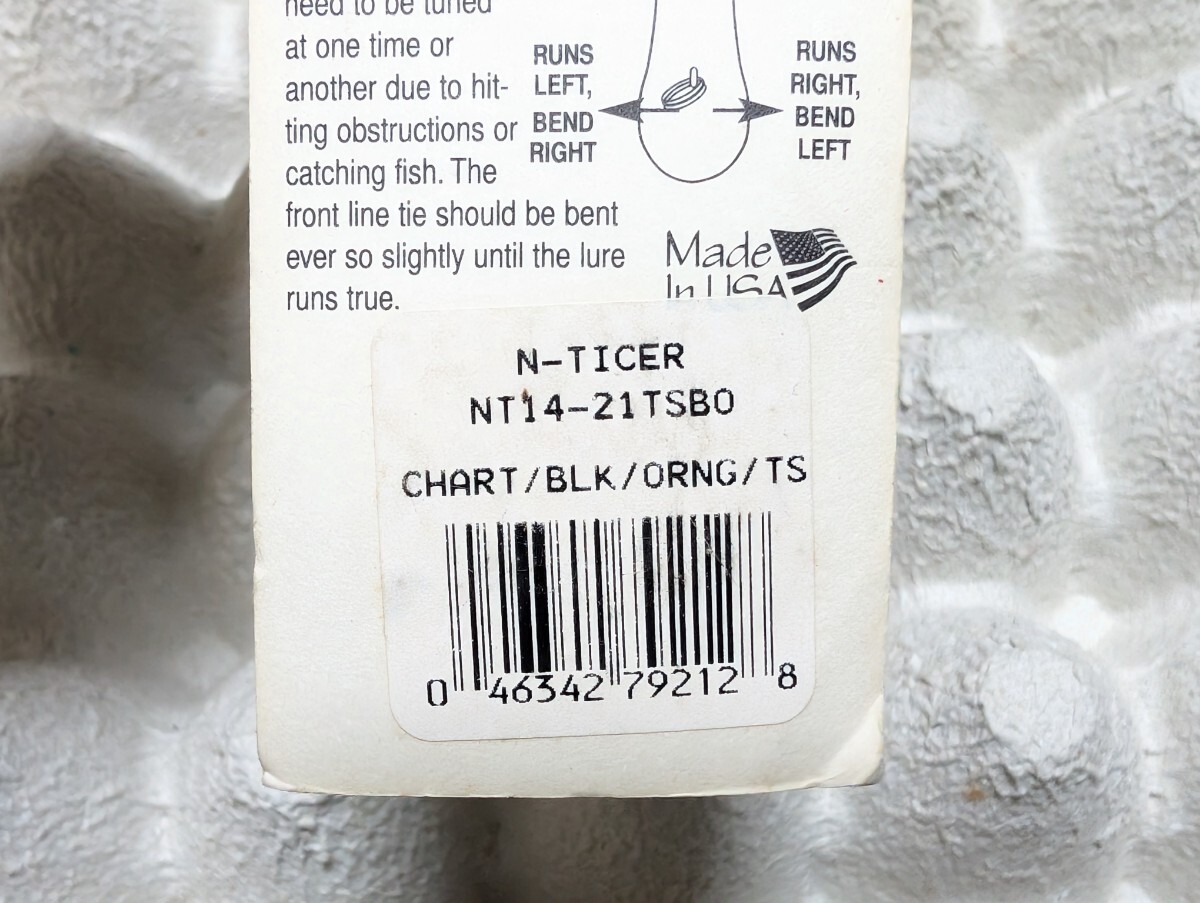 need to be tuned
at one time or
another due to hit-
ting obstructions or
catching fish. The
front line tie should be bent
ever so slightly until the lure
runs true.
RUNS
LEFT,
BEND
RIGHT
RUNS
RIGHT,
BEND
LEFT
Made
In USA
N-TICER
NT14-21TSBO
CHART/BLK/ORNG/TS
0 46342 79212 8